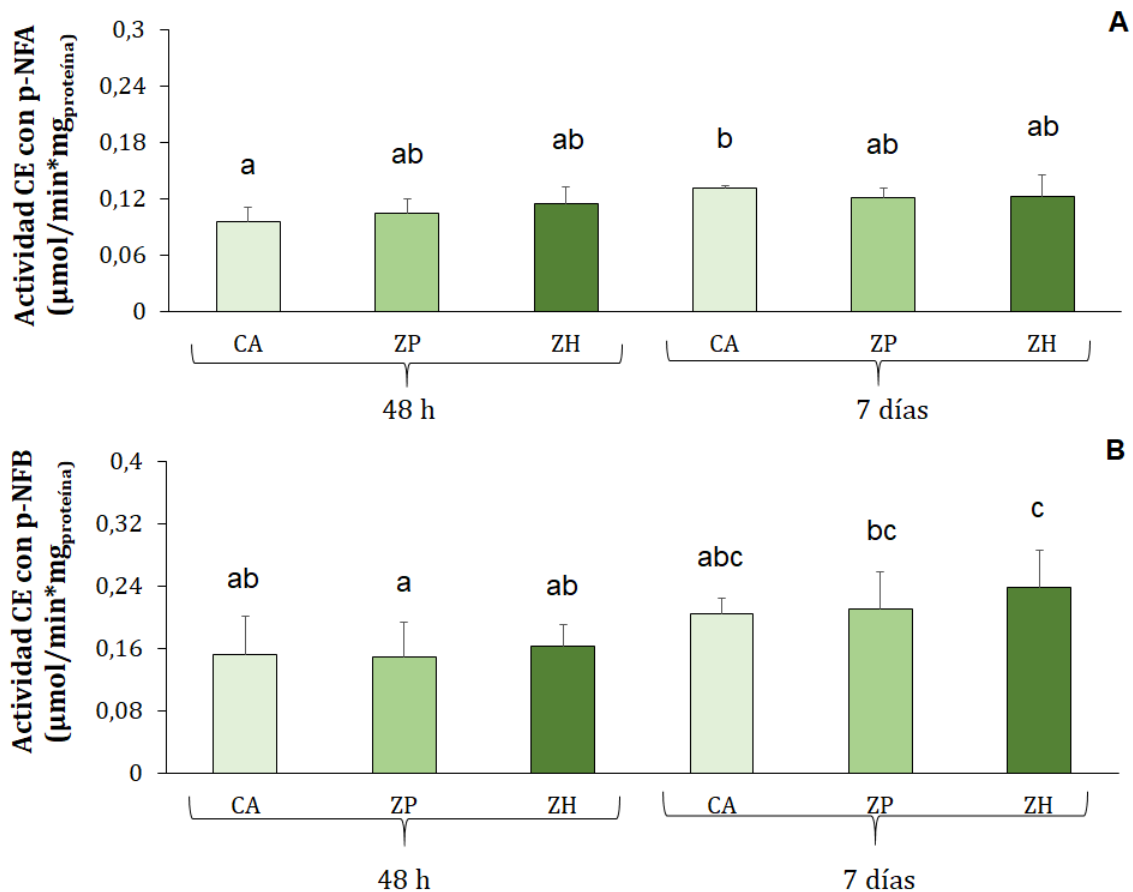 A
Actividad CE con p-NFA
(µmol/min*mgproteína)
0,3
0,24
0,18
0,12
0,06
0
a
ab
ab
b
ab
ab
CA
ZP
ZH
CA
ZP
ZH
48 h
7 días
B
Actividad CE con p-NFB
(µmol/min*mgproteína)
0,4
0,32
0,24
0,16
0,08
0
ab
a
ab
abc
bc
c
CA
ZP
ZH
CA
ZP
ZH
48 h
7 días